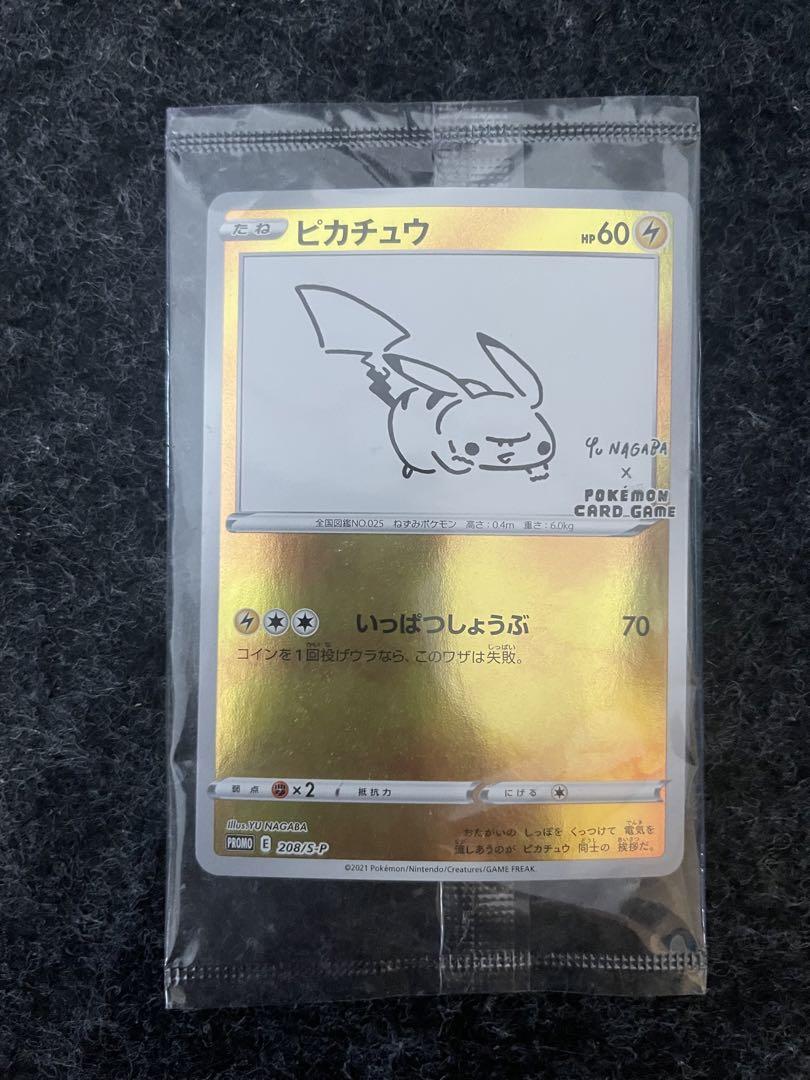 たね ピカチュウ HP60
Yu NAGABA
×
POKÉMON
CARD GAME
全国図鑑NO.025 ねずみポケモン 高さ:0.4m 重さ:6.0kg
いっぱつしょうぶ 70
コインを1回投げウラなら、このワザは失敗。
弱点 ×2 抵抗力 にげる
illus.YU NAGABA
PROMO E 208/S-P
おたがいの しっぽを くっつけて 電気を
流しあうのが ピカチュウ 同士の 挨拶だ。
©2021 Pokémon/Nintendo/Creatures/GAME FREAK.